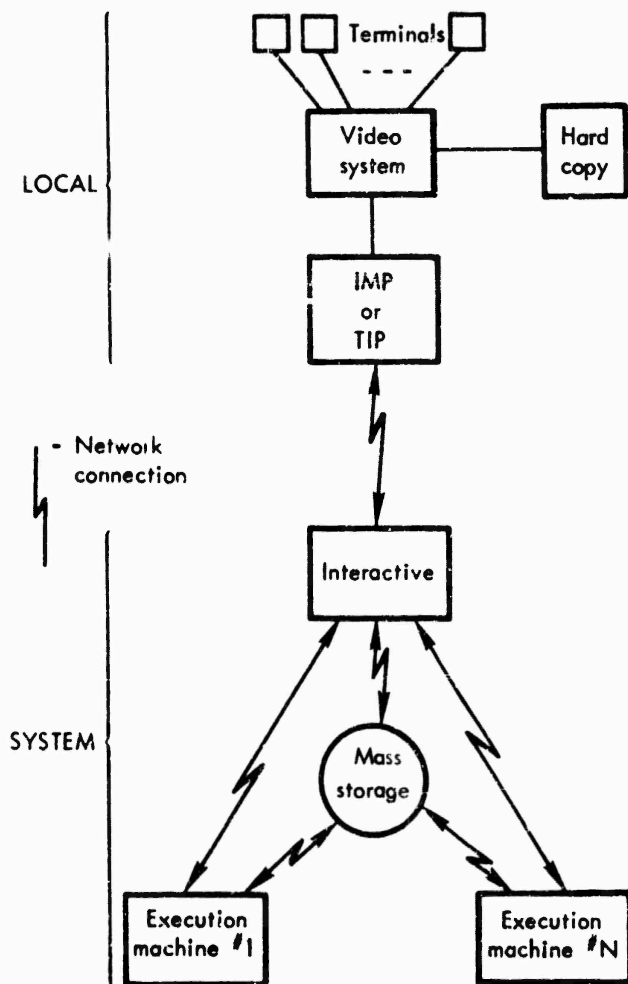 Terminals
- - -
Video
system
Hard
copy
LOCAL
IMP
or
TIP
- Network
connection
Interactive
SYSTEM
Mass
storage
Execution
machine #1
Execution
machine #N